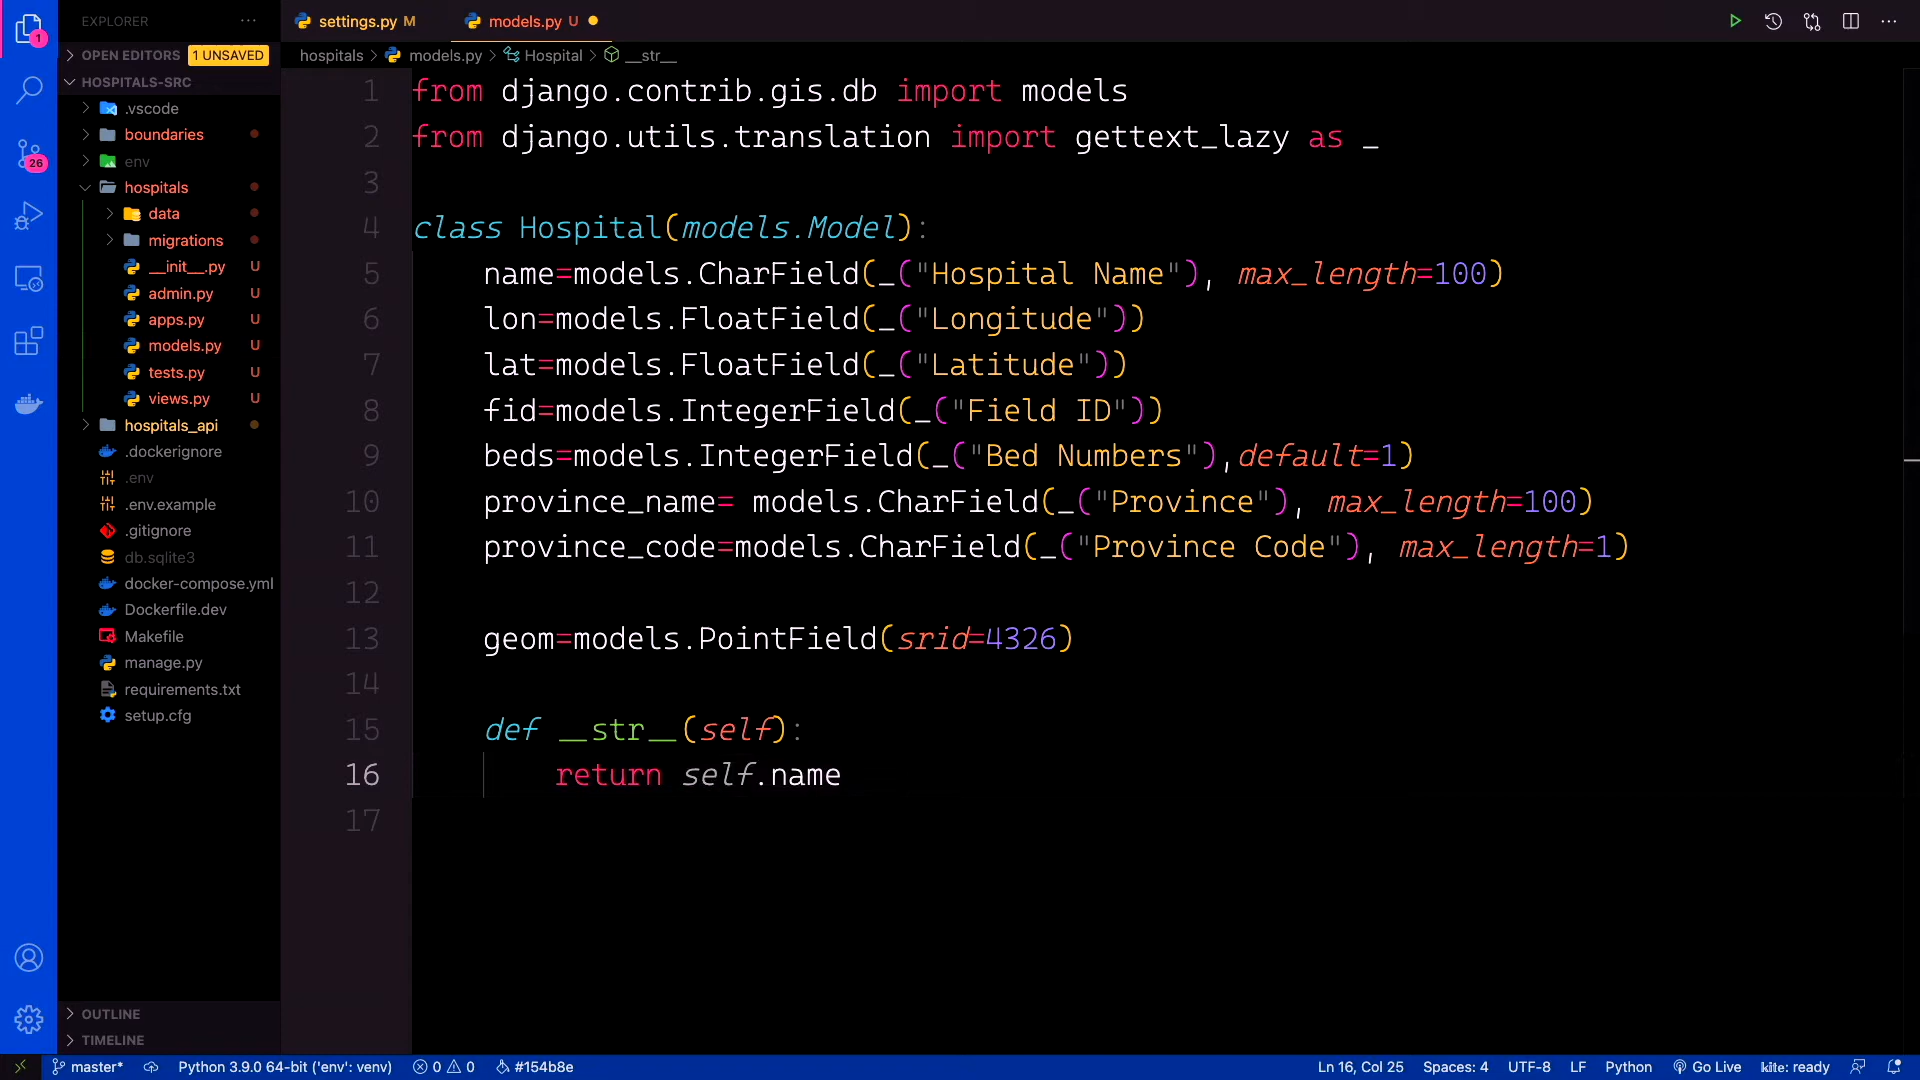 EXPLORER
settings.py M
models.py U
OPEN EDITORS 1 UNSAVED
hospitals > models.py > Hospital > __str__
HOSPITALS-SRC
.vscode
boundaries
env
hospitals
data
migrations
__init__.py U
admin.py U
apps.py U
models.py U
tests.py U
views.py U
hospitals_api
.dockerignore
.env
.env.example
.gitignore
db.sqlite3
docker-compose.yml
Dockerfile.dev
Makefile
manage.py
requirements.txt
setup.cfg
OUTLINE
TIMELINE
1
26
1 from django.contrib.gis.db import models
2 from django.utils.translation import gettext_lazy as _
3
4 class Hospital(models.Model):
5 name=models.CharField(_("Hospital Name"), max_length=100)
6 lon=models.FloatField(_("Longitude"))
7 lat=models.FloatField(_("Latitude"))
8 fid=models.IntegerField(_("Field ID"))
9 beds=models.IntegerField(_("Bed Numbers"),default=1)
10 province_name= models.CharField(_("Province"), max_length=100)
11 province_code=models.CharField(_("Province Code"), max_length=1)
12
13 geom=models.PointField(srid=4326)
14
15 def __str__(self):
16 return self.name
17
master* Python 3.9.0 64-bit ('env': venv) 0 0 #154b8e Ln 16, Col 25 Spaces: 4 UTF-8 LF Python Go Live kite: ready